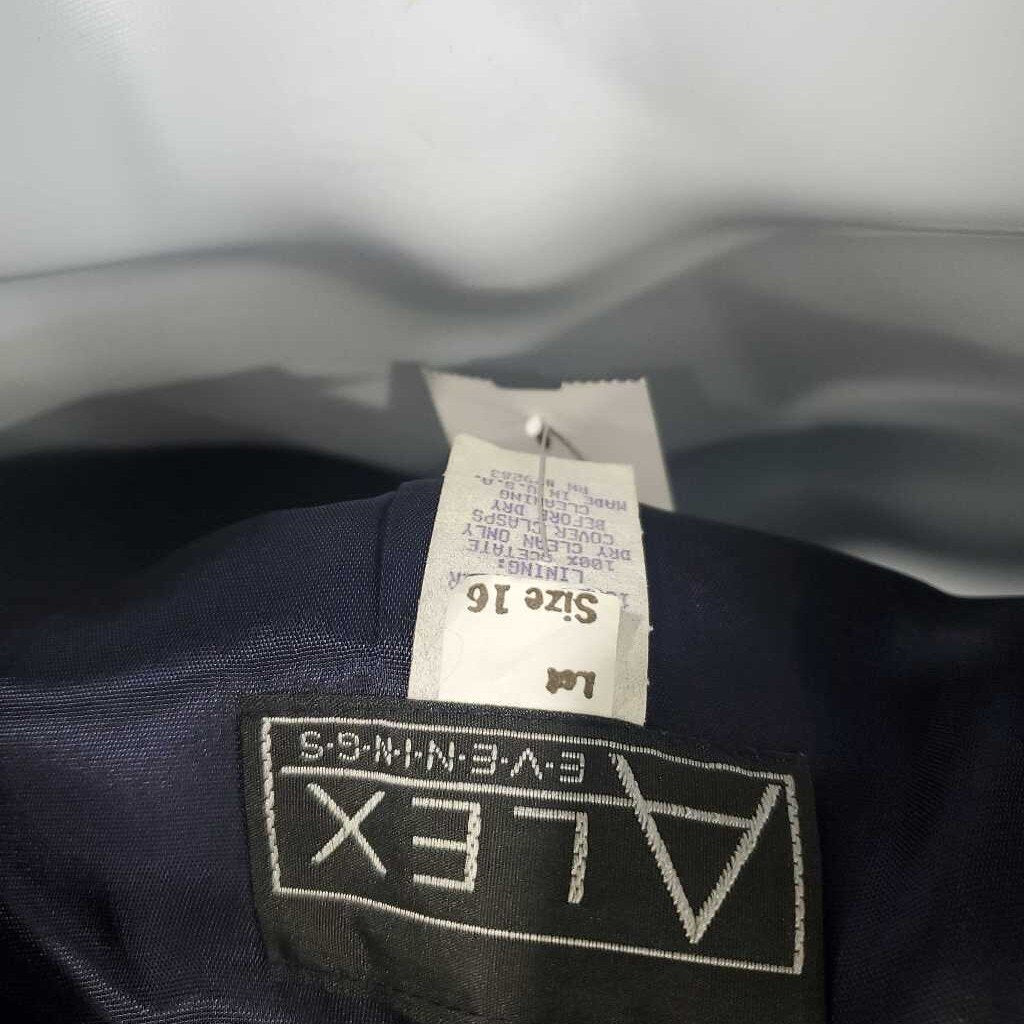 ALEX
E·V·E·N·I·N·G·S
Lot
Size 16
LINING:
100% ACETATE
DRY CLEAN ONLY
COVER CLASPS
BEFORE DRY
CLEANING
MADE IN U.S.A.